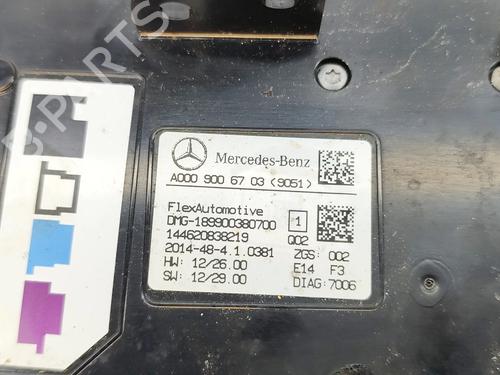 B-PARTS
Mercedes-Benz
A000 900 67 03 (9051)
FlexAutomotive
DMG-189900380700
1
144620838219
Q02
2014-48-4.1.0381
ZGS: 002
HW: 12/26.00
E14 F3
SW: 12/29.00
DIAG:7006